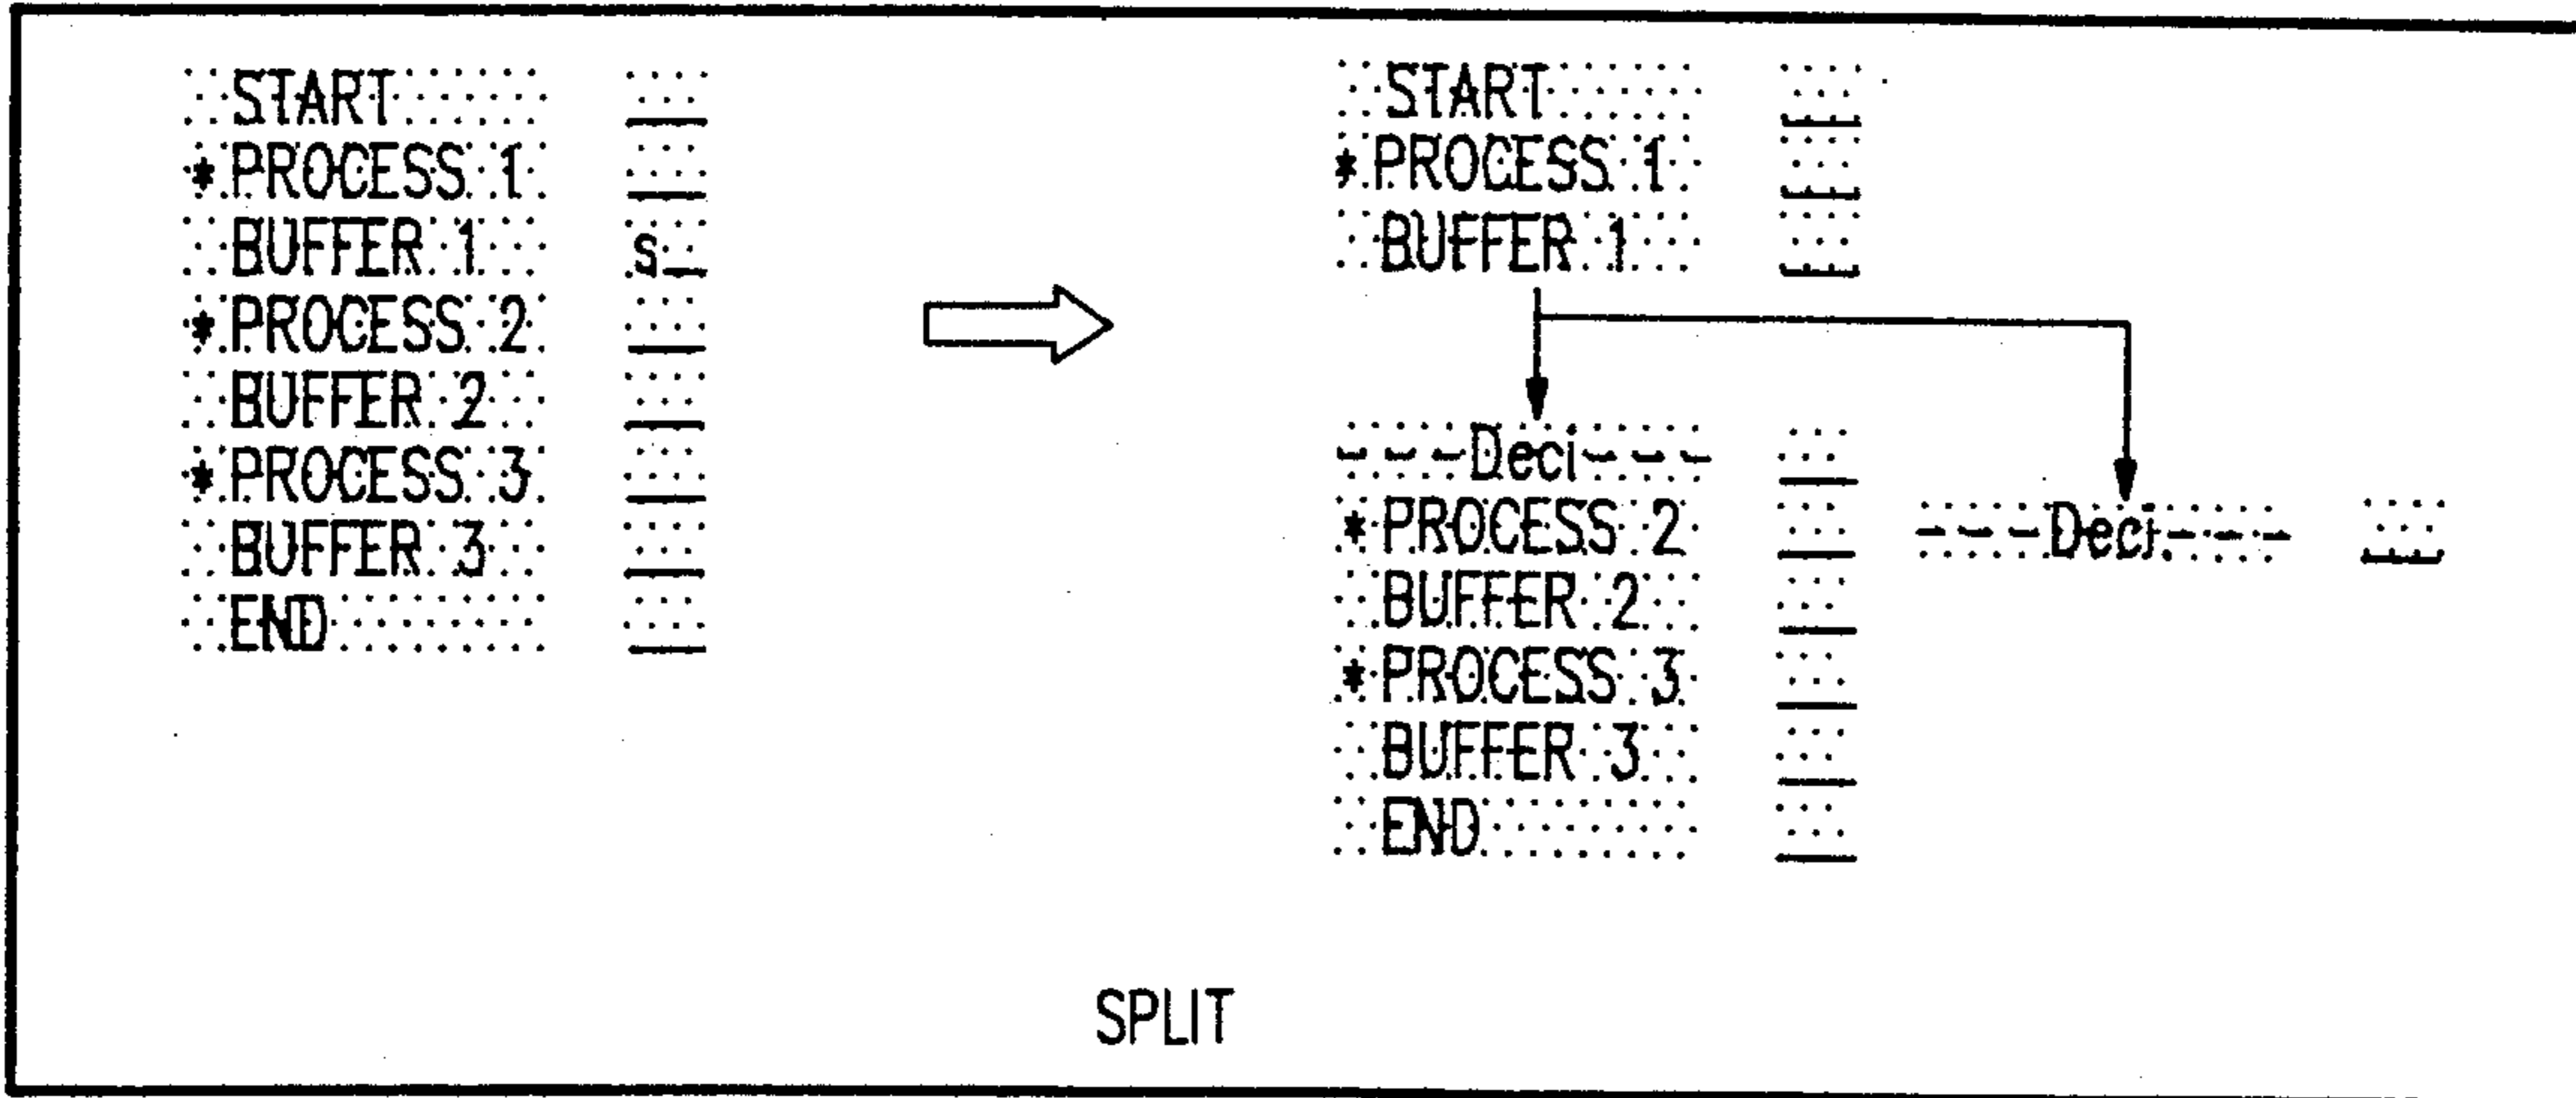 START
*PROCESS 1
BUFFER 1 s
*PROCESS 2
BUFFER 2
*PROCESS 3
BUFFER 3
END
START
*PROCESS 1
BUFFER 1
---Deci---
*PROCESS 2
BUFFER 2
*PROCESS 3
BUFFER 3
END
---Deci---
SPLIT